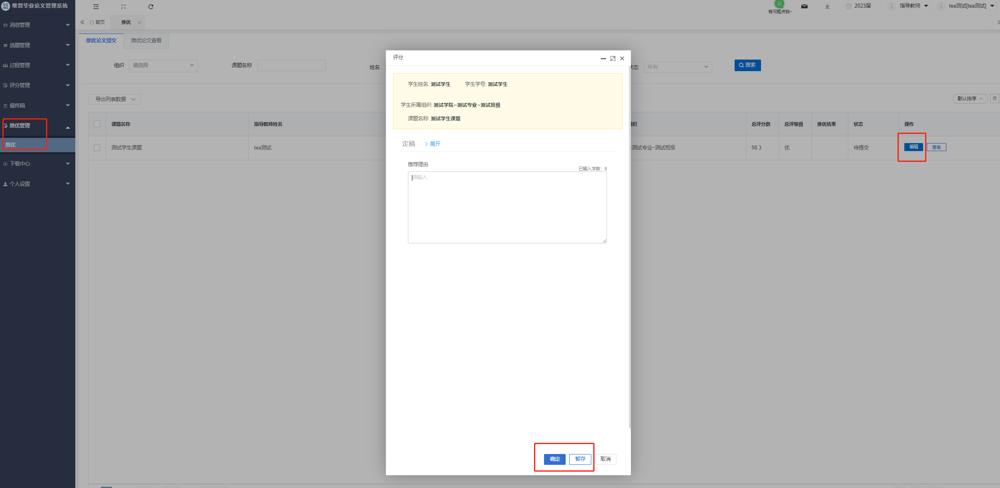 维普毕业论文管理系统
有问题点我~
2023届
指导教师
tea测试[tea测试]
首页
推优
消息管理
选题管理
过程管理
评分管理
最终稿
推优管理
推优
下载中心
个人设置
推优论文提交
推优论文查看
组织
请选择
课题名称
姓名
状态
所有
搜索
导出列表数据
默认排序
课题名称
指导教师姓名
组织
总评分数
总评等级
推优结果
状态
操作
测试学生课题
tea测试
~测试专业~测试班级
98.3
优
待提交
编辑
查看
评分
学生姓名: 测试学生
学生学号: 测试学生
学生所属组织: 测试学院~测试专业~测试班级
课题名称: 测试学生课题
定稿
展开
推荐理由
已输入字数: 0
请输入
确定
暂存
取消